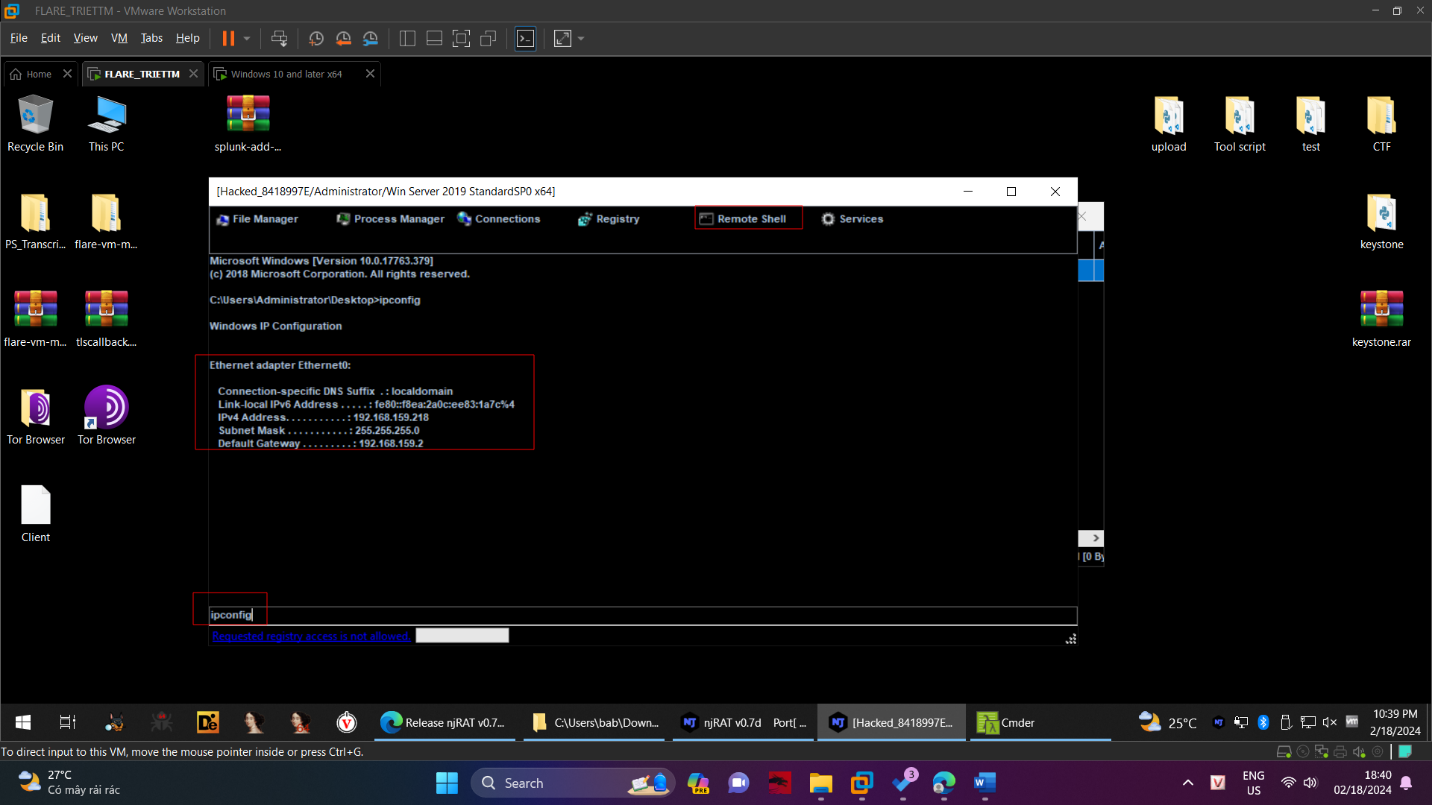 FLARE_TRIETTM - VMware Workstation
File Edit View VM Tabs Help
Home FLARE_TRIETTM Windows 10 and later x64
Recycle Bin This PC splunk-add-... upload Tool script test CTF
[Hacked_8418997E/Administrator/Win Server 2019 StandardSP0 x64]
File Manager Process Manager Connections Registry Remote Shell Services
PS_Transcri... flare-vm-m... keystone
Microsoft Windows [Version 10.0.17763.379]
(c) 2018 Microsoft Corporation. All rights reserved.
C:\Users\Administrator\Desktop>ipconfig
Windows IP Configuration
flare-vm-m... tlscallback.... keystone.rar
Ethernet adapter Ethernet0:
Connection-specific DNS Suffix . : localdomain
Link-local IPv6 Address . . . . . : fe80::f8ea:2a0c:ee83:1a7c%4
IPv4 Address. . . . . . . . . . . : 192.168.159.218
Subnet Mask . . . . . . . . . . . : 255.255.255.0
Default Gateway . . . . . . . . . : 192.168.159.2
Tor Browser Tor Browser
Client
[0 By
ipconfig
Requested registry access is not allowed.
Release njRAT v0.7... C:\Users\bab\Down... njRAT v0.7d Port[ ... [Hacked_8418997E... Cmder 25°C 10:39 PM
2/18/2024
To direct input to this VM, move the mouse pointer inside or press Ctrl+G.
27°C
Có mây rải rác
Search
PRE
3
ENG
US
18:40
02/18/2024